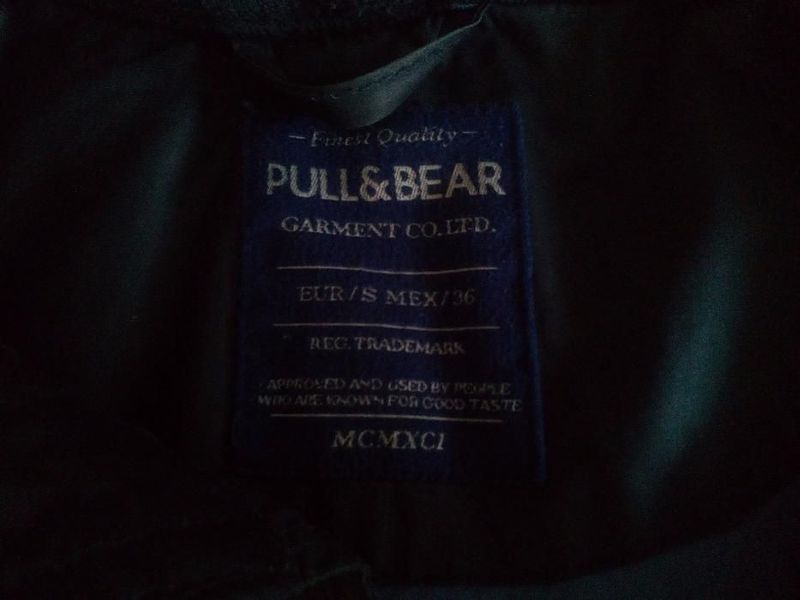 – Finest Quality –
PULL&BEAR
GARMENT CO.LTD.
EUR/S MEX/36
REG. TRADEMARK
APPROVED AND USED BY PEOPLE
WHO ARE KNOWN FOR GOOD TASTE
MCMXCI